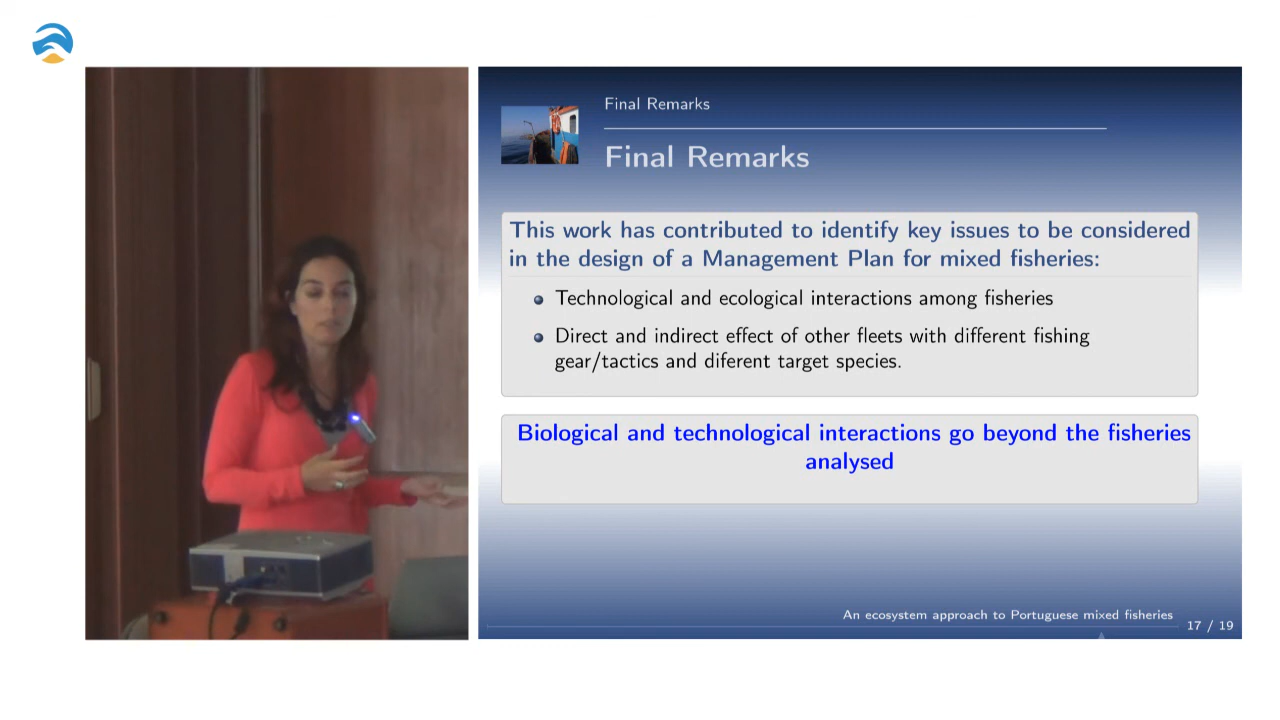 Final Remarks
Final Remarks
This work has contributed to identify key issues to be considered
in the design of a Management Plan for mixed fisheries:
Technological and ecological interactions among fisheries
Direct and indirect effect of other fleets with different fishing
gear/tactics and diferent target species.
Biological and technological interactions go beyond the fisheries
analysed
An ecosystem approach to Portuguese mixed fisheries
17 / 19